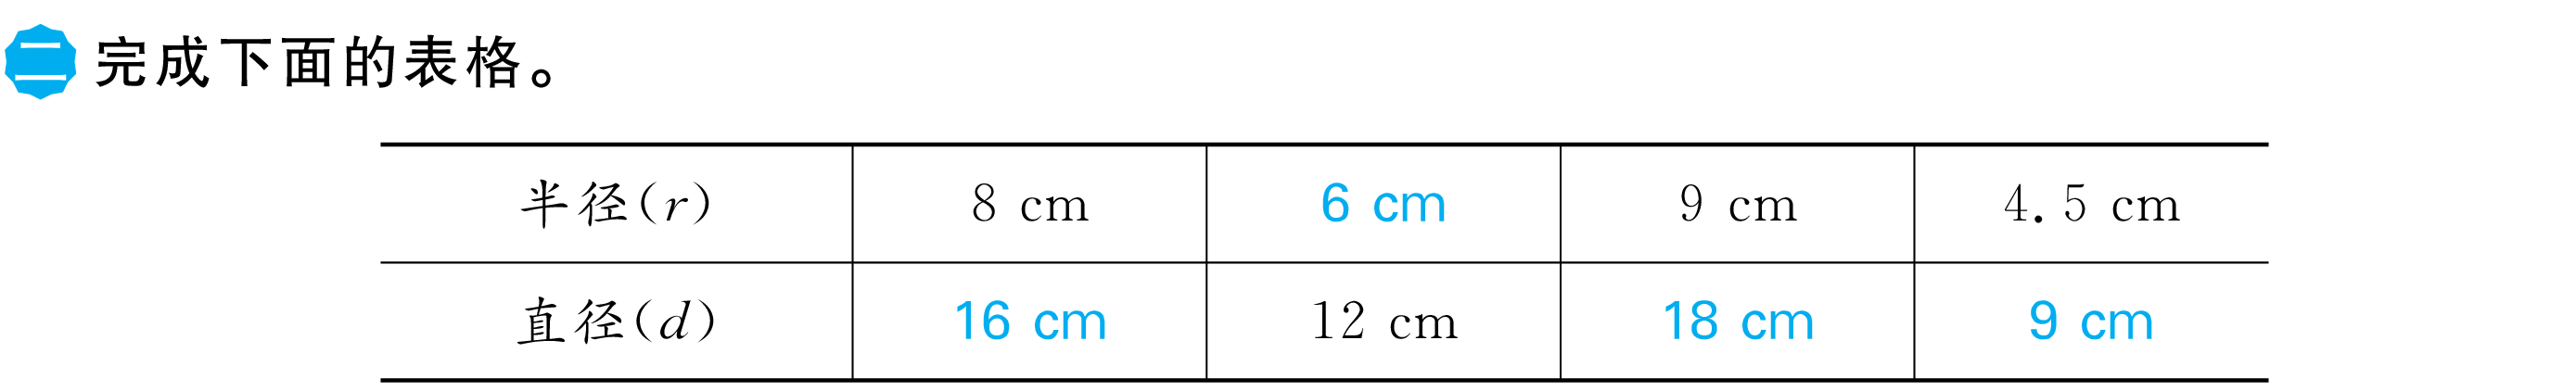 二 完成下面的表格。
半径(r) 8 cm 6 cm 9 cm 4.5 cm
直径(d) 16 cm 12 cm 18 cm 9 cm